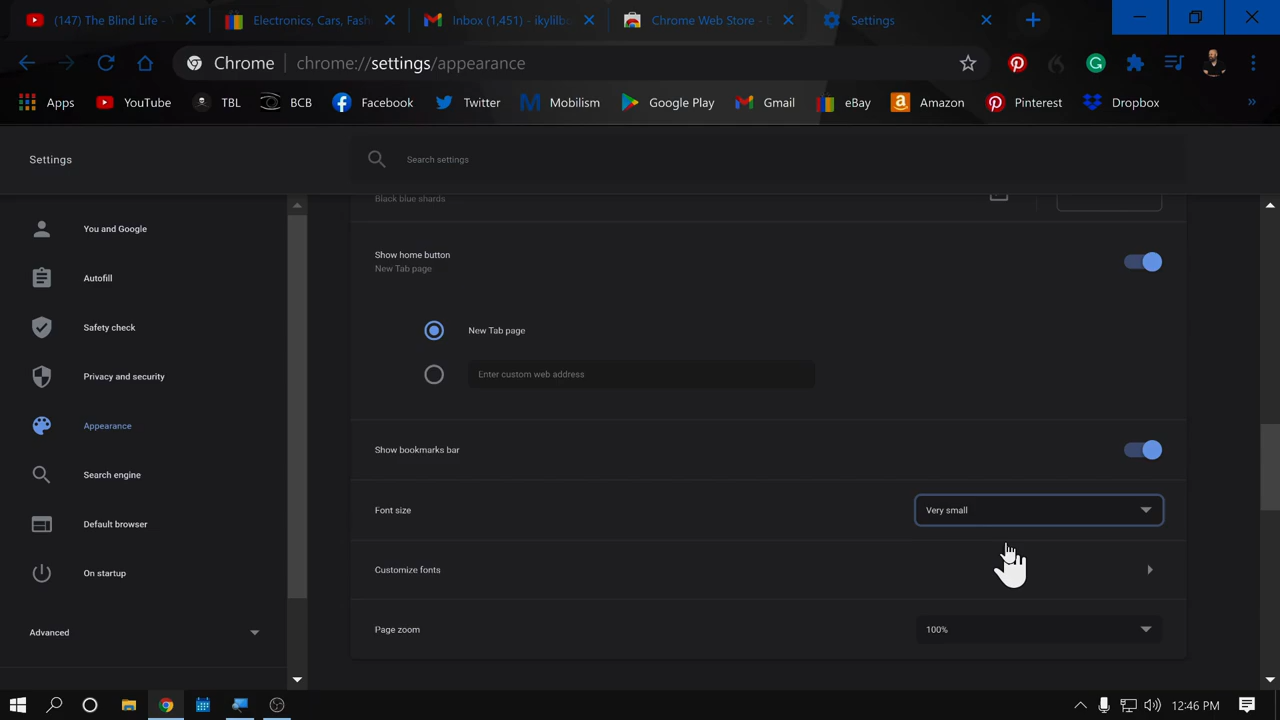 (147) The Blind Life - Y
Electronics, Cars, Fash
Inbox (1,451) - ikylilbo
Chrome Web Store - E
Settings
Chrome chrome://settings/appearance
Apps YouTube TBL BCB Facebook Twitter Mobilism Google Play Gmail eBay Amazon Pinterest Dropbox »
Settings
Search settings
You and Google
Autofill
Safety check
Privacy and security
Appearance
Search engine
Default browser
On startup
Advanced
Black blue shards
Show home button
New Tab page
New Tab page
Enter custom web address
Show bookmarks bar
Font size Very small
Customize fonts
Page zoom 100%
12:46 PM